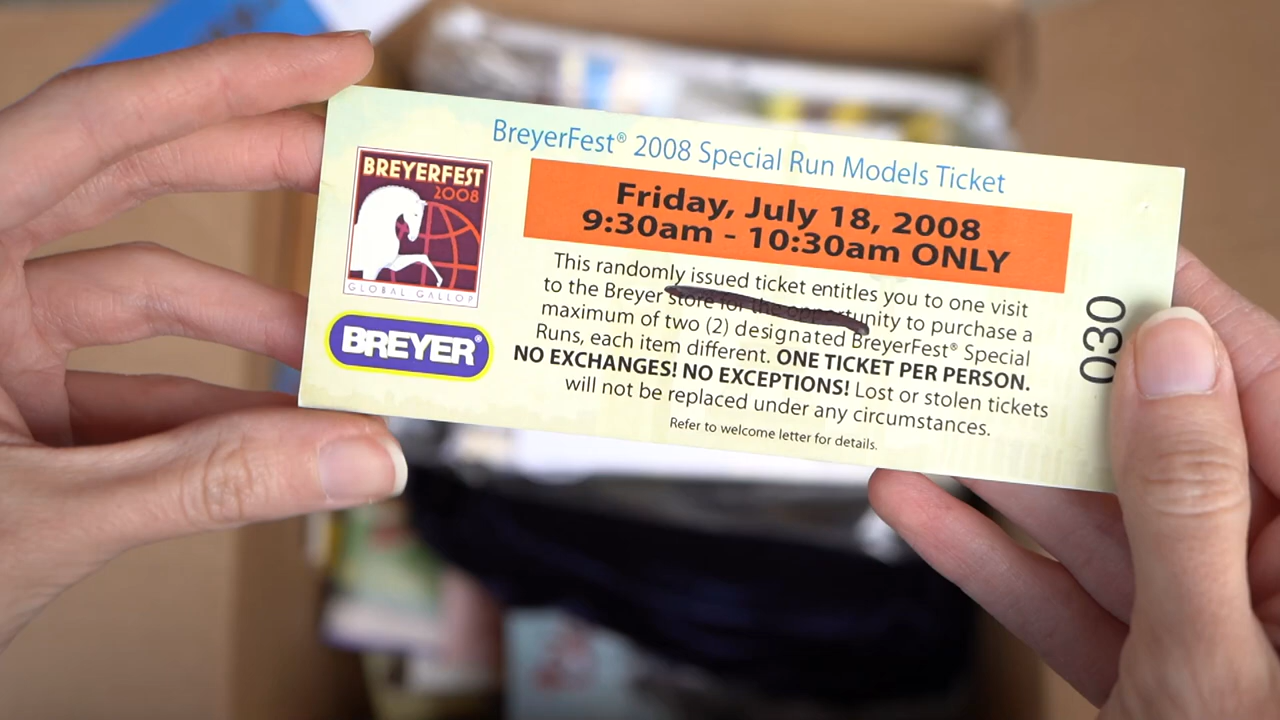 BreyerFest® 2008 Special Run Models Ticket
BREYERFEST
2008
GLOBAL GALLOP
BREYER®
Friday, July 18, 2008
9:30am - 10:30am ONLY
This randomly issued ticket entitles you to one visit
to the Breyer store for the opportunity to purchase a
maximum of two (2) designated BreyerFest® Special
Runs, each item different. ONE TICKET PER PERSON.
NO EXCHANGES! NO EXCEPTIONS! Lost or stolen tickets
will not be replaced under any circumstances.
Refer to welcome letter for details.
030